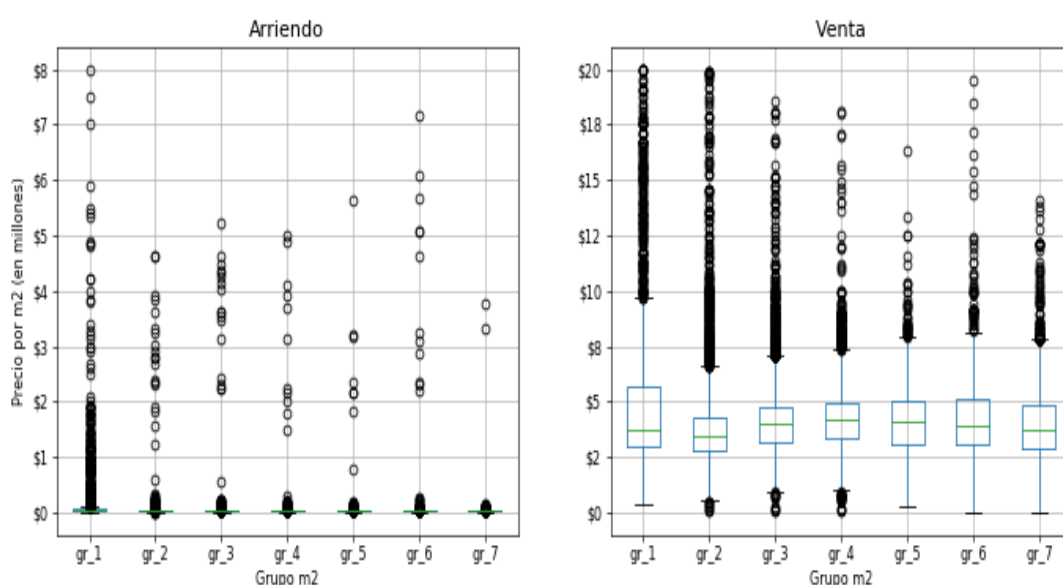 Arriendo
Venta
Precio por m2 (en millones)
$8
$7
$6
$5
$4
$3
$2
$1
$0
gr_1 gr_2 gr_3 gr_4 gr_5 gr_6 gr_7
Grupo m2
$20
$18
$15
$12
$10
$8
$5
$2
$0
gr_1 gr_2 gr_3 gr_4 gr_5 gr_6 gr_7
Grupo m2